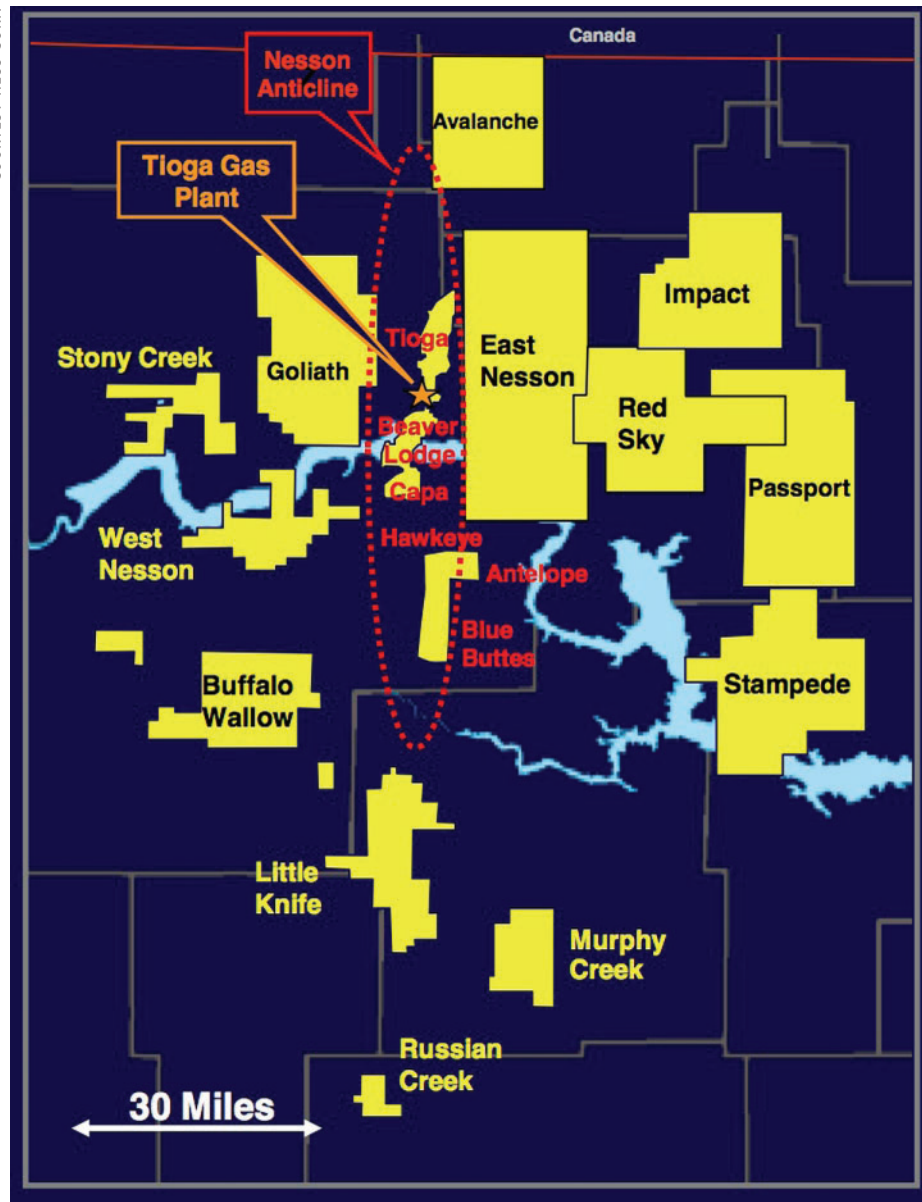 Canada
Nesson
Anticline
Avalanche
Tioga Gas
Plant
Impact
Tioga
East
Nesson
Stony Creek
Goliath
Red
Sky
Beaver
Lodge
Capa
Passport
Hawkeye
West
Nesson
Antelope
Blue
Buttes
Buffalo
Wallow
Stampede
Little
Knife
Murphy
Creek
Russian
Creek
30 Miles